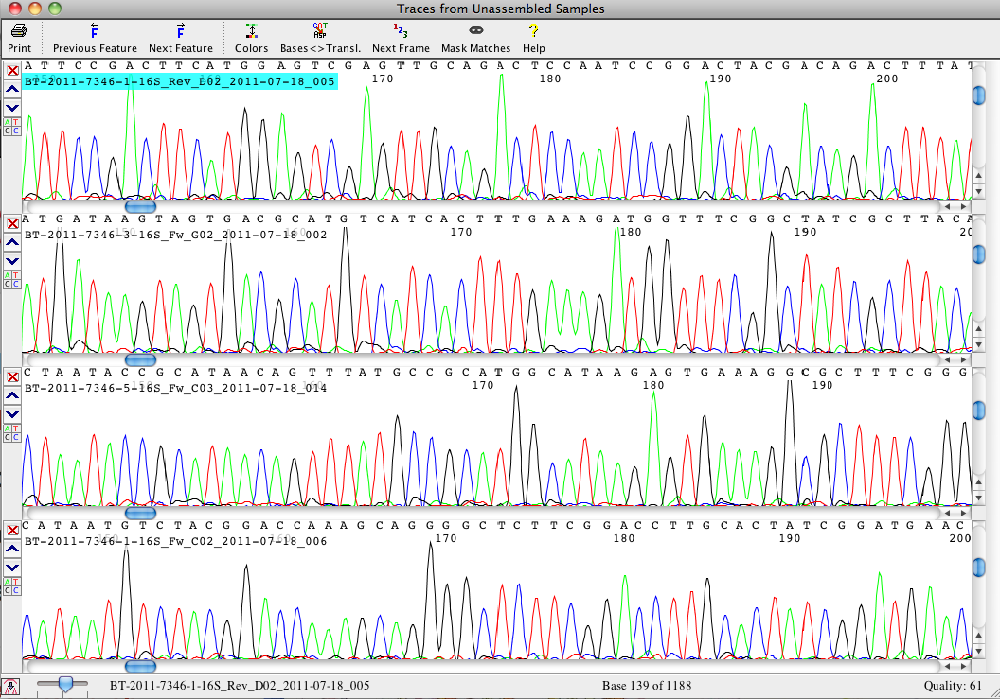 Traces from Unassembled Samples
Print Previous Feature Next Feature Colors Bases<>Transl. Next Frame Mask Matches Help
A T T C C G A C T T C A T G G A G T C G A G T T G C A G A C T C C A A T C C G G A C T A C G A C A G A C T T T A T
BT-2011-7346-1-16S_Rev_D02_2011-07-18_005 170 180 190 200
A T G A T A A G T A G T G A C G C A T G T C A T C A C T T T G A A A G A T G G T T T C G G C T A T C G C T T A C A
BT-2011-7346-3-16S_Fw_G02_2011-07-18_002 170 180 190 20
C T A A T A C C G C A T A A C A G T T T A T G C C G C A T G G C A T A A G A G T G A A A G G C G C T T T C G G G
BT-2011-7346-5-16S_Fw_C03_2011-07-18_014 170 180 190
C A T A A T G C T A C G G A C C A A A G C A G G G G C T C T T C G G A C C T T G C A C T A T C G G A T G A A C
BT-2011-7346-1-16S_Fw_C02_2011-07-18_006 170 180 190 200
BT-2011-7346-1-16S_Rev_D02_2011-07-18_005 Base 139 of 1188 Quality: 61